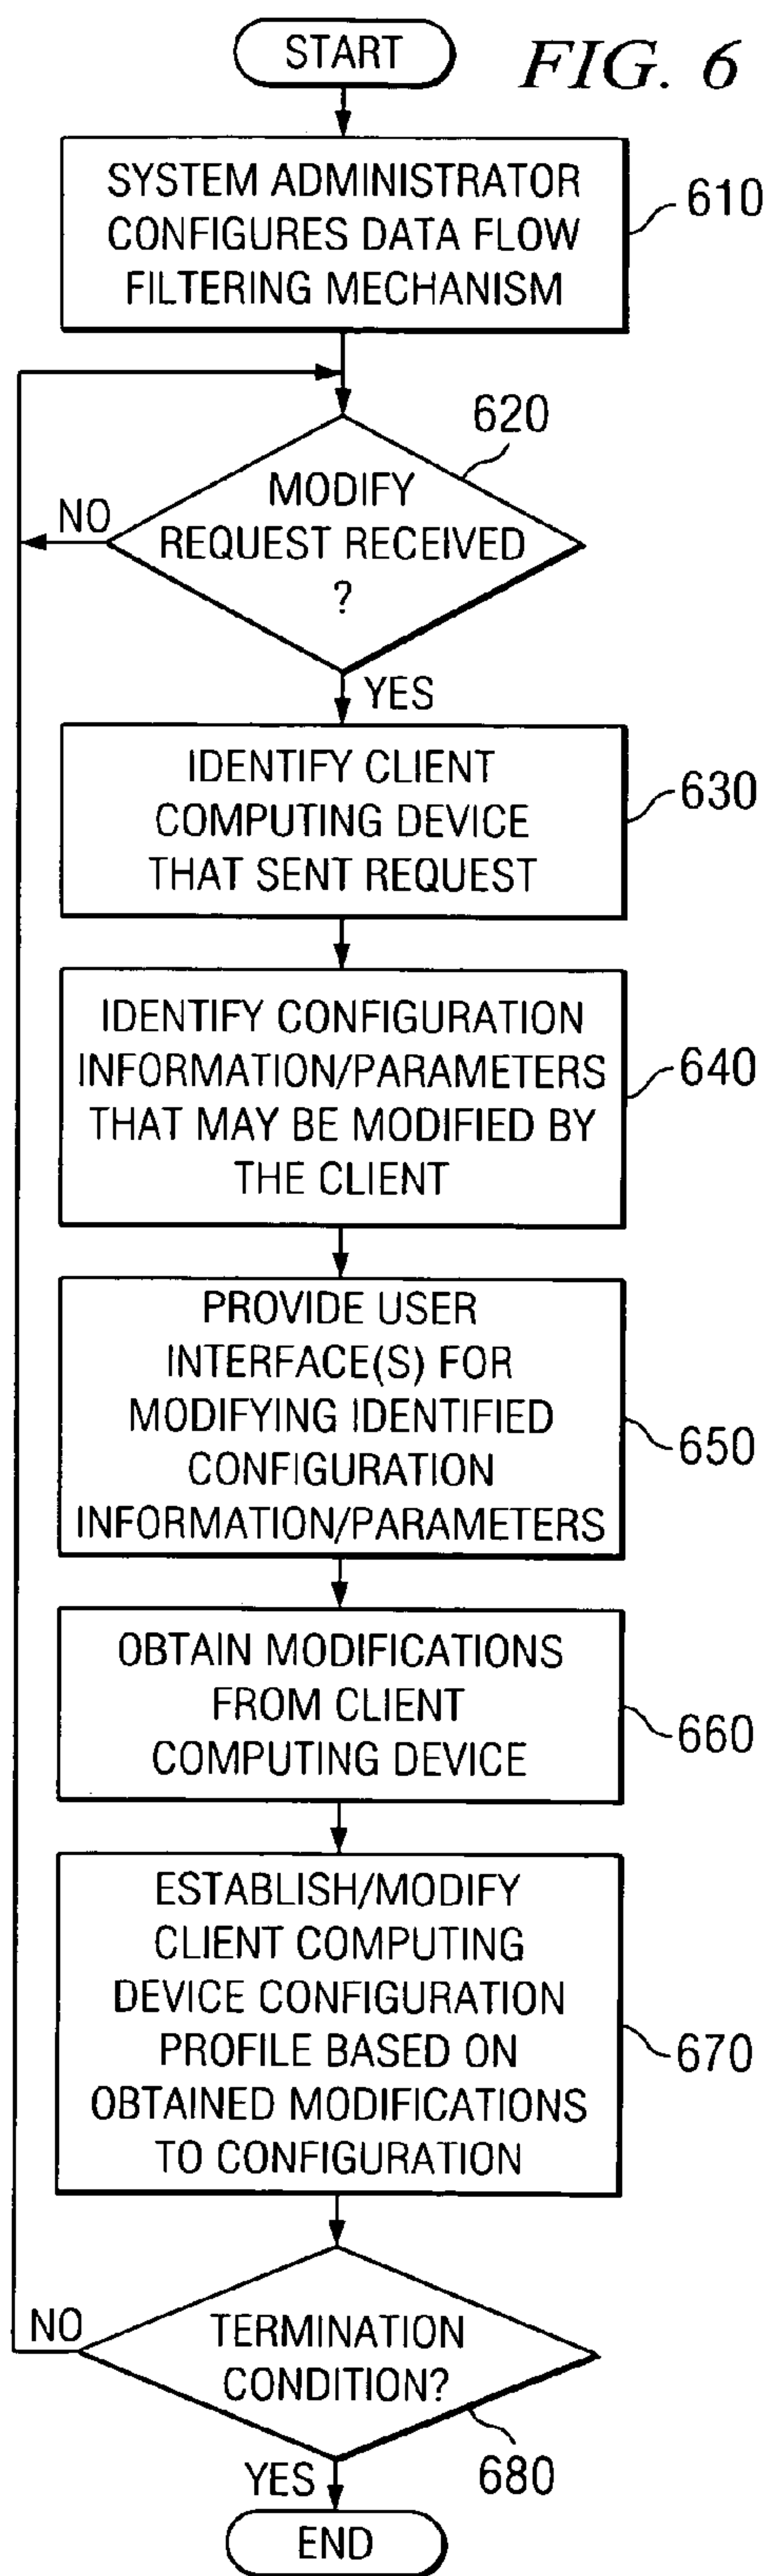 START
FIG. 6
SYSTEM ADMINISTRATOR
CONFIGURES DATA FLOW
FILTERING MECHANISM
610
620
MODIFY
REQUEST RECEIVED
?
NO
YES
IDENTIFY CLIENT
COMPUTING DEVICE
THAT SENT REQUEST
630
IDENTIFY CONFIGURATION
INFORMATION/PARAMETERS
THAT MAY BE MODIFIED BY
THE CLIENT
640
PROVIDE USER
INTERFACE(S) FOR
MODIFYING IDENTIFIED
CONFIGURATION
INFORMATION/PARAMETERS
650
OBTAIN MODIFICATIONS
FROM CLIENT
COMPUTING DEVICE
660
ESTABLISH/MODIFY
CLIENT COMPUTING
DEVICE CONFIGURATION
PROFILE BASED ON
OBTAINED MODIFICATIONS
TO CONFIGURATION
670
NO
TERMINATION
CONDITION?
680
YES
END